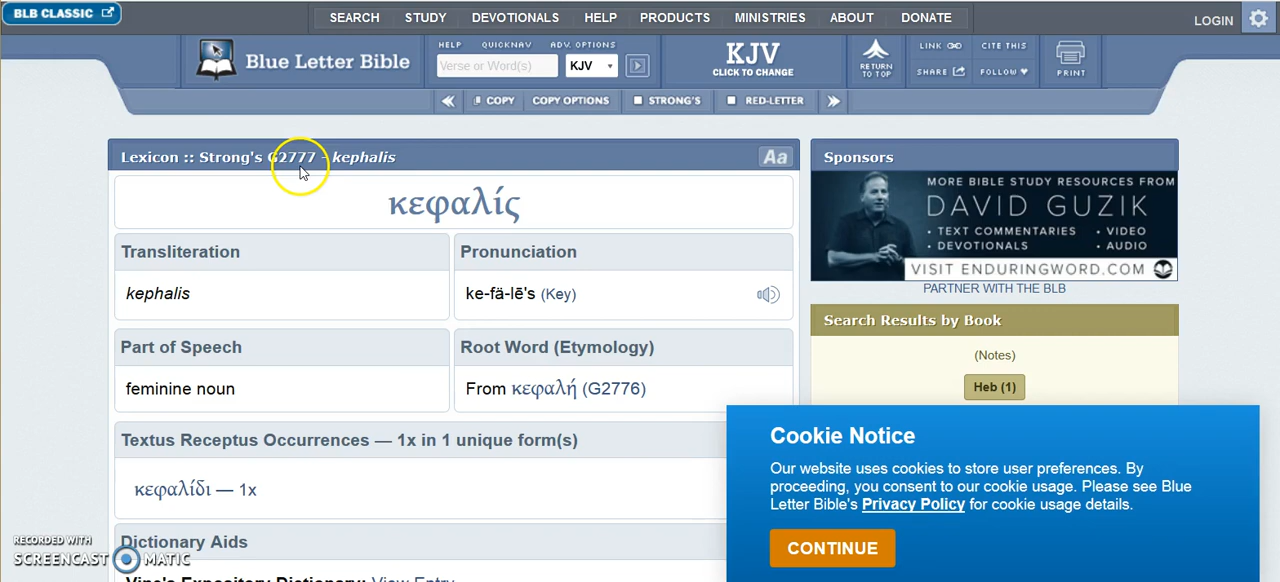 BLB CLASSIC
SEARCH STUDY DEVOTIONALS HELP PRODUCTS MINISTRIES ABOUT DONATE
LOGIN
Blue Letter Bible
HELP QUICKNAV ADV. OPTIONS
Verse or Word(s) KJV
KJV
CLICK TO CHANGE
RETURN
TO TOP
LINK CITE THIS
SHARE FOLLOW
PRINT
COPY COPY OPTIONS STRONG'S RED-LETTER
Lexicon :: Strong's G2777 - kephalis
Aa
κεφαλίς
Transliteration
kephalis
Pronunciation
ke-fä-lē's (Key)
Part of Speech
feminine noun
Root Word (Etymology)
From κεφαλή (G2776)
Textus Receptus Occurrences — 1x in 1 unique form(s)
κεφαλίδι — 1x
Dictionary Aids
Vine's Expository Dictionary: View Entry
Sponsors
MORE BIBLE STUDY RESOURCES FROM
DAVID GUZIK
• TEXT COMMENTARIES • VIDEO
• DEVOTIONALS • AUDIO
VISIT ENDURINGWORD.COM
PARTNER WITH THE BLB
Search Results by Book
(Notes)
Heb (1)
Cookie Notice
Our website uses cookies to store user preferences. By
proceeding, you consent to our cookie usage. Please see Blue
Letter Bible's Privacy Policy for cookie usage details.
CONTINUE
RECORDED WITH
SCREENCAST MATIC